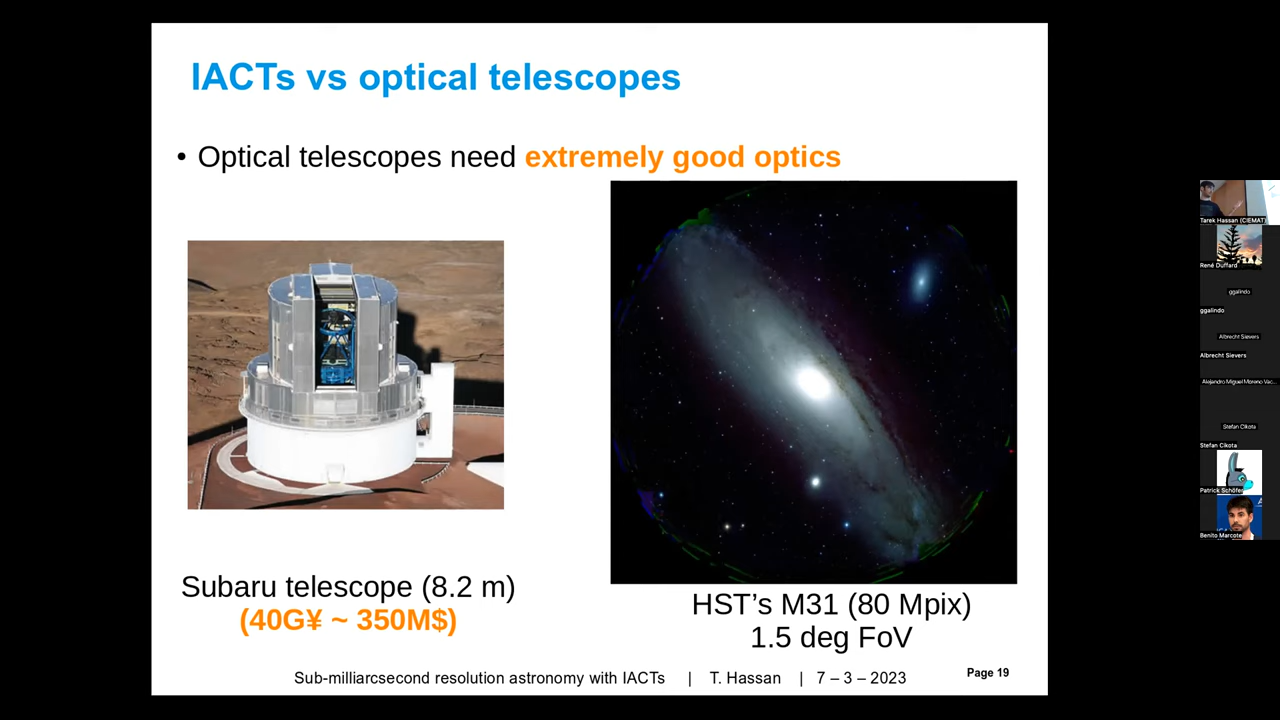 IACTs vs optical telescopes
• Optical telescopes need extremely good optics
Subaru telescope (8.2 m)
(40G¥ ~ 350M$)
HST’s M31 (80 Mpix)
1.5 deg FoV
Sub-milliarcsecond resolution astronomy with IACTs | T. Hassan | 7 – 3 – 2023
Page 19
Tarek Hassan (CIEMAT)
René Duffard
ggalindo
ggalindo
Albrecht Sievers
Albrecht Sievers
Alejandro Miguel Moreno Vac...
Stefan Cikota
Stefan Cikota
Patrick Schöfer
Benito Marcote